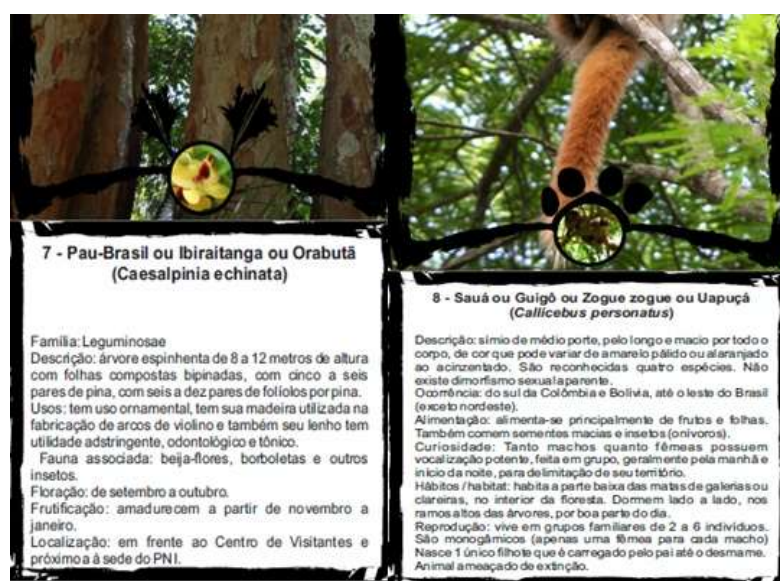 7 - Pau-Brasil ou Ibiraitanga ou Orabutã
(Caesalpinia echinata)
Família: Leguminosae
Descrição: árvore espinhenta de 8 a 12 metros de altura
com folhas compostas bipinadas, com cinco a seis
pares de pina, com seis a dez pares de folíolos por pina.
Usos: tem uso ornamental, tem sua madeira utilizada na
fabricação de arcos de violino e também seu lenho tem
utilidade adstringente, odontológico e tônico.
Fauna associada: beija-flores, borboletas e outros
insetos.
Floração: de setembro a outubro.
Frutificação: amadurecem a partir de novembro a
janeiro.
Localização: em frente ao Centro de Visitantes e
próximo a à sede do PNI.
8 - Sauá ou Guigô ou Zogue zogue ou Uapuçá
(Callicebus personatus)
Descrição: símio de médio porte, pelo longo e macio por todo o
corpo, de cor que pode variar de amarelo pálido ou alaranjado
ao acinzentado. São reconhecidas quatro espécies. Não
existe dimorfismo sexual aparente.
Ocorrência: do sul da Colômbia e Bolívia, até o leste do Brasil
(exceto nordeste).
Alimentação: alimenta-se principalmente de frutos e folhas.
Também comem sementes macias e insetos (onívoros).
Curiosidade: Tanto machos quanto fêmeas possuem
vocalização potente, feita em grupo, geralmente pela manhã e
início da noite, para delimitação de seu território.
Hábitos / habitat: habita a parte baixa das matas de galerias ou
clareiras, no interior da floresta. Dormem lado a lado, nos
ramos altos das árvores, por boa parte do dia.
Reprodução: vive em grupos familiares de 2 a 6 indivíduos.
São monogâmicos (apenas uma fêmea para cada macho)
Nasce 1 único filhote que é carregado pelo pai até o desmame.
Animal ameaçado de extinção.